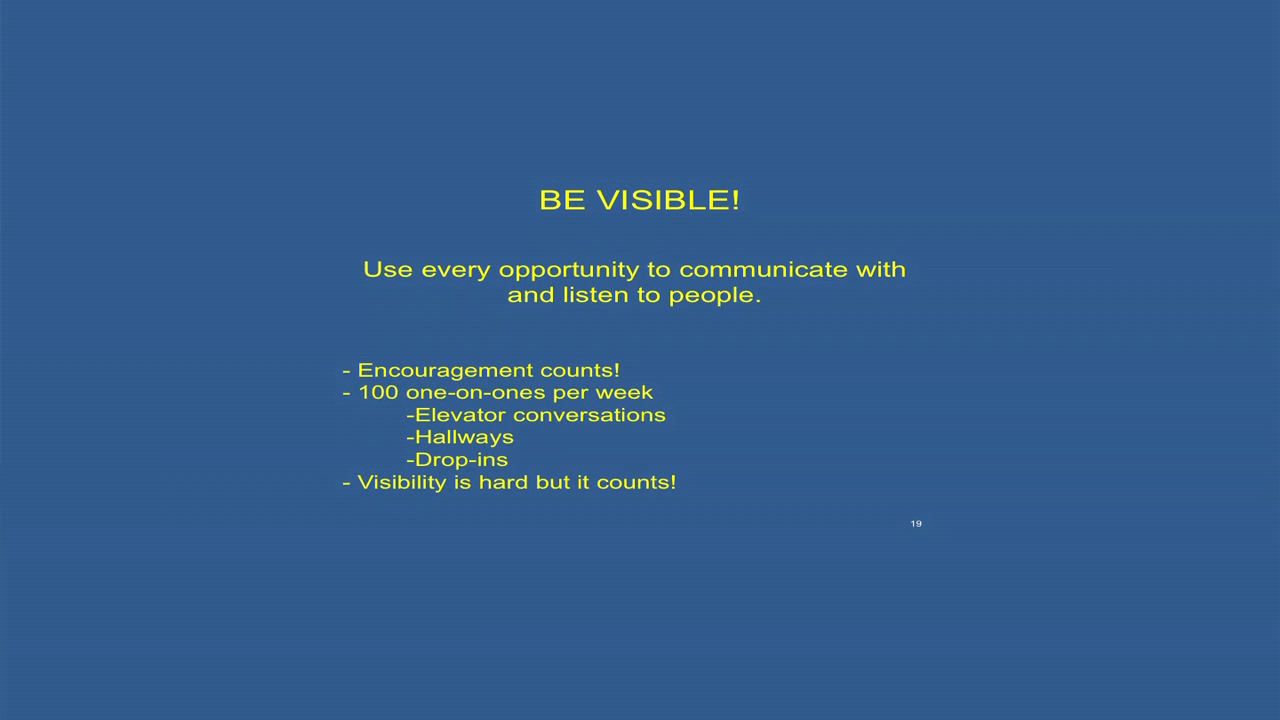 BE VISIBLE!
Use every opportunity to communicate with
and listen to people.
- Encouragement counts!
- 100 one-on-ones per week
-Elevator conversations
-Hallways
-Drop-ins
- Visibility is hard but it counts!
19